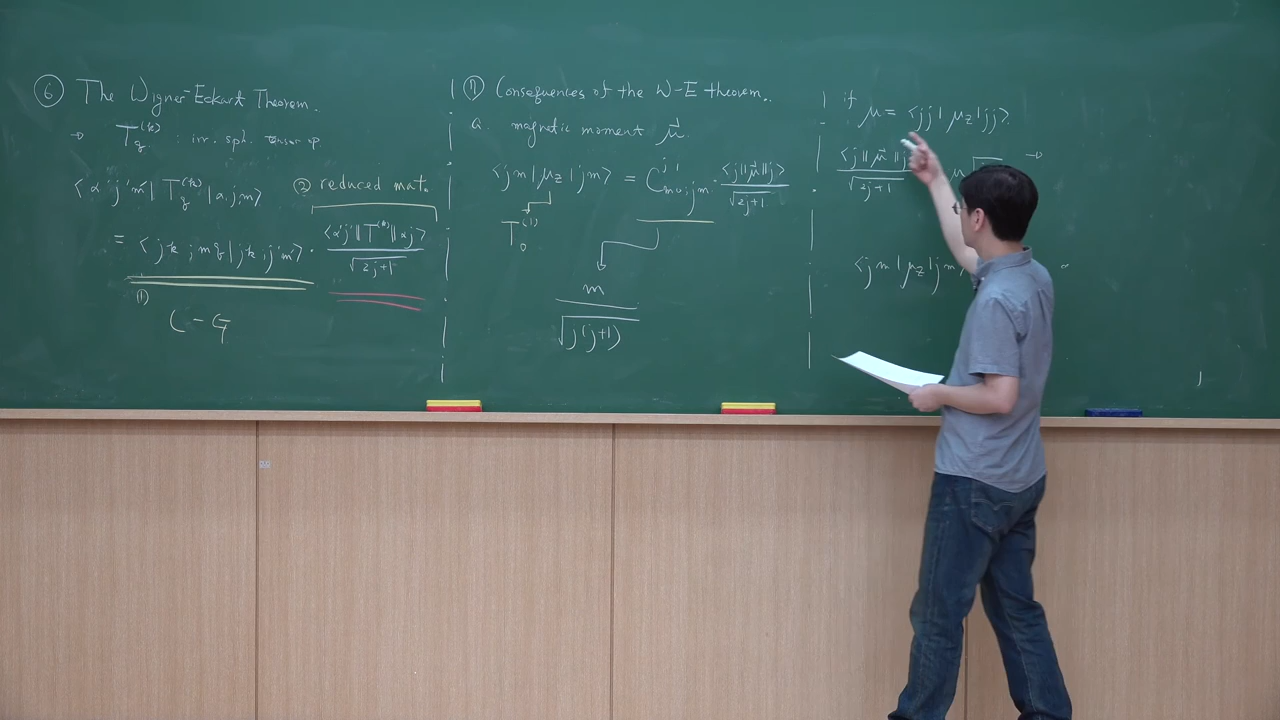 ⑥ The Wigner-Eckart Theorem.
→ T_q^(k) : irr. sph. tensor op
⟨α'j'm'| T_q^(k) |α,jm⟩ ② reduced mat.
= ⟨jk;mq|jk;j'm'⟩ · ⟨α'j'||T^(k)||αj⟩ / √2j+1
①
C-G
⑦ Consequences of the W-E theorem.
a. magnetic moment μ⃗.
⟨jm|μ_z|jm⟩ = C^{j1}_{m0;jm} · ⟨j||μ⃗||j⟩ / √2j+1
T_0^(1)
m / √j(j+1)
if μ = ⟨jj|μ_z|jj⟩.
⟨j||μ⃗||j / √2j+1 μ√ →
⟨jm|μ_z|jm⟩